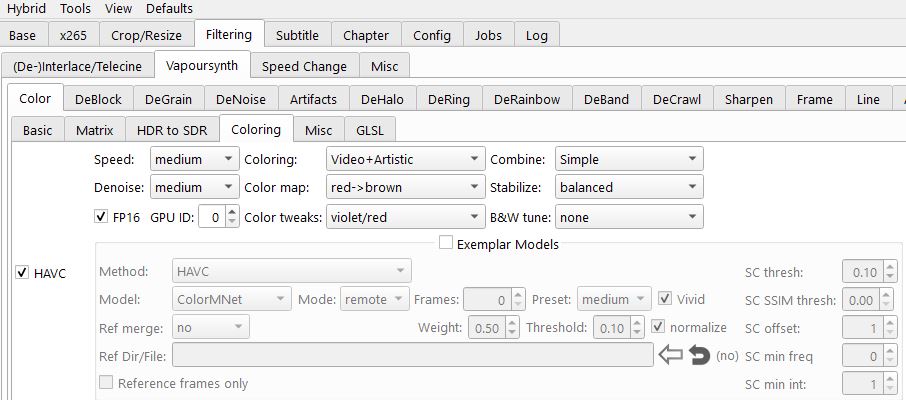 Hybrid Tools View Defaults
Base x265 Crop/Resize Filtering Subtitle Chapter Config Jobs Log
(De-)Interlace/Telecine Vapoursynth Speed Change Misc
Color DeBlock DeGrain DeNoise Artifacts DeHalo DeRing DeRainbow DeBand DeCrawl Sharpen Frame Line
Basic Matrix HDR to SDR Coloring Misc GLSL
Speed: medium Coloring: Video+Artistic Combine: Simple
Denoise: medium Color map: red->brown Stabilize: balanced
FP16 GPU ID: 0 Color tweaks: violet/red B&W tune: none
Exemplar Models
HAVC
Method: HAVC SC thresh: 0.10
Model: ColorMNet Mode: remote Frames: 0 Preset: medium Vivid SC SSIM thresh: 0.00
Ref merge: no Weight: 0.50 Threshold: 0.10 normalize SC offset: 1
Ref Dir/File: (no) SC min freq 0
Reference frames only SC min int: 1